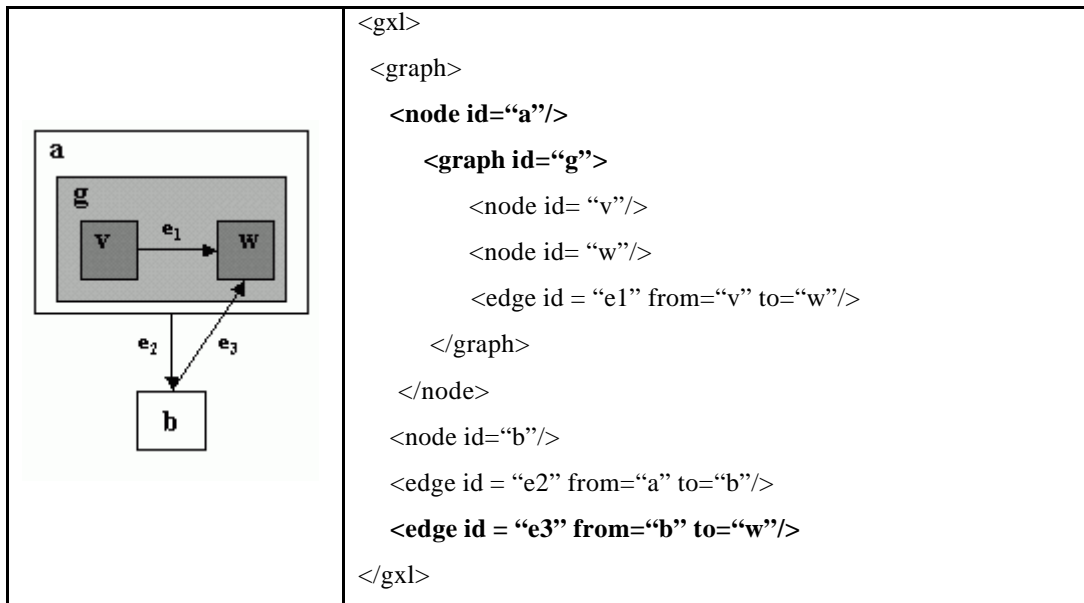 a
g
v
e1
w
e2
e3
b
<gxl>
<graph>
<node id=“a”/>
<graph id=“g”>
<node id= “v”/>
<node id= “w”/>
<edge id = “e1” from=“v” to=“w”/>
</graph>
</node>
<node id=“b”/>
<edge id = “e2” from=“a” to=“b”/>
<edge id = “e3” from=“b” to=“w”/>
</gxl>